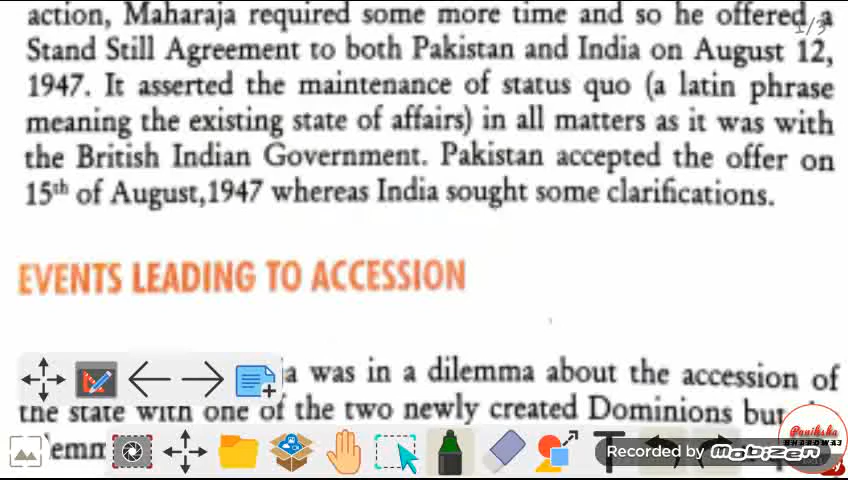 action, Maharaja required some more time and so he offered a
1/3
Stand Still Agreement to both Pakistan and India on August 12,
1947. It asserted the maintenance of status quo (a latin phrase
meaning the existing state of affairs) in all matters as it was with
the British Indian Government. Pakistan accepted the offer on
15th of August,1947 whereas India sought some clarifications.
EVENTS LEADING TO ACCESSION
was in a dilemma about the accession of
the state with one of the two newly created Dominions but
Recorded by mobizen
BHARDWAJ